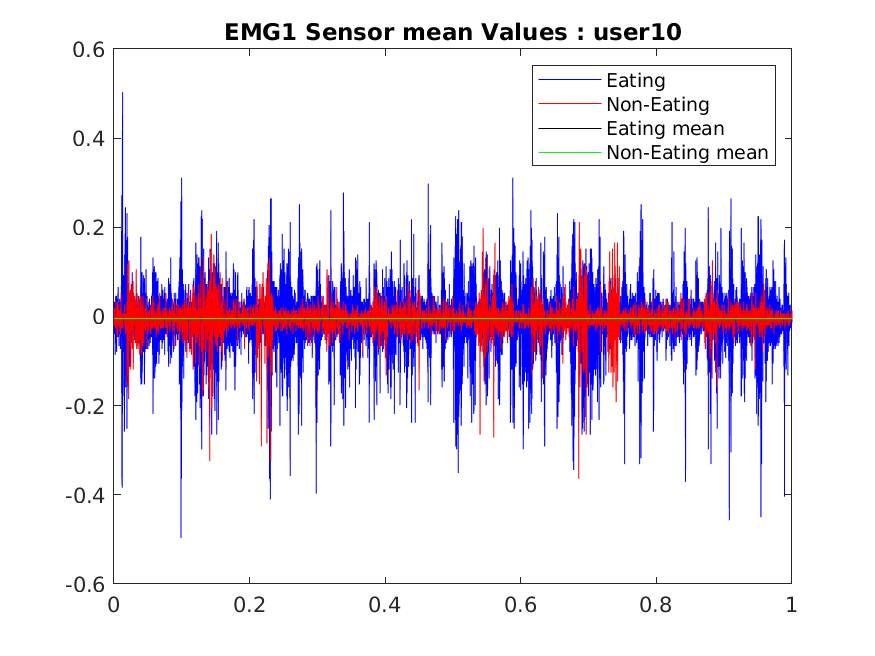 EMG1 Sensor mean Values : user10
0.6
0.4
0.2
0
-0.2
-0.4
-0.6
Eating
Non-Eating
Eating mean
Non-Eating mean
0 0.2 0.4 0.6 0.8 1